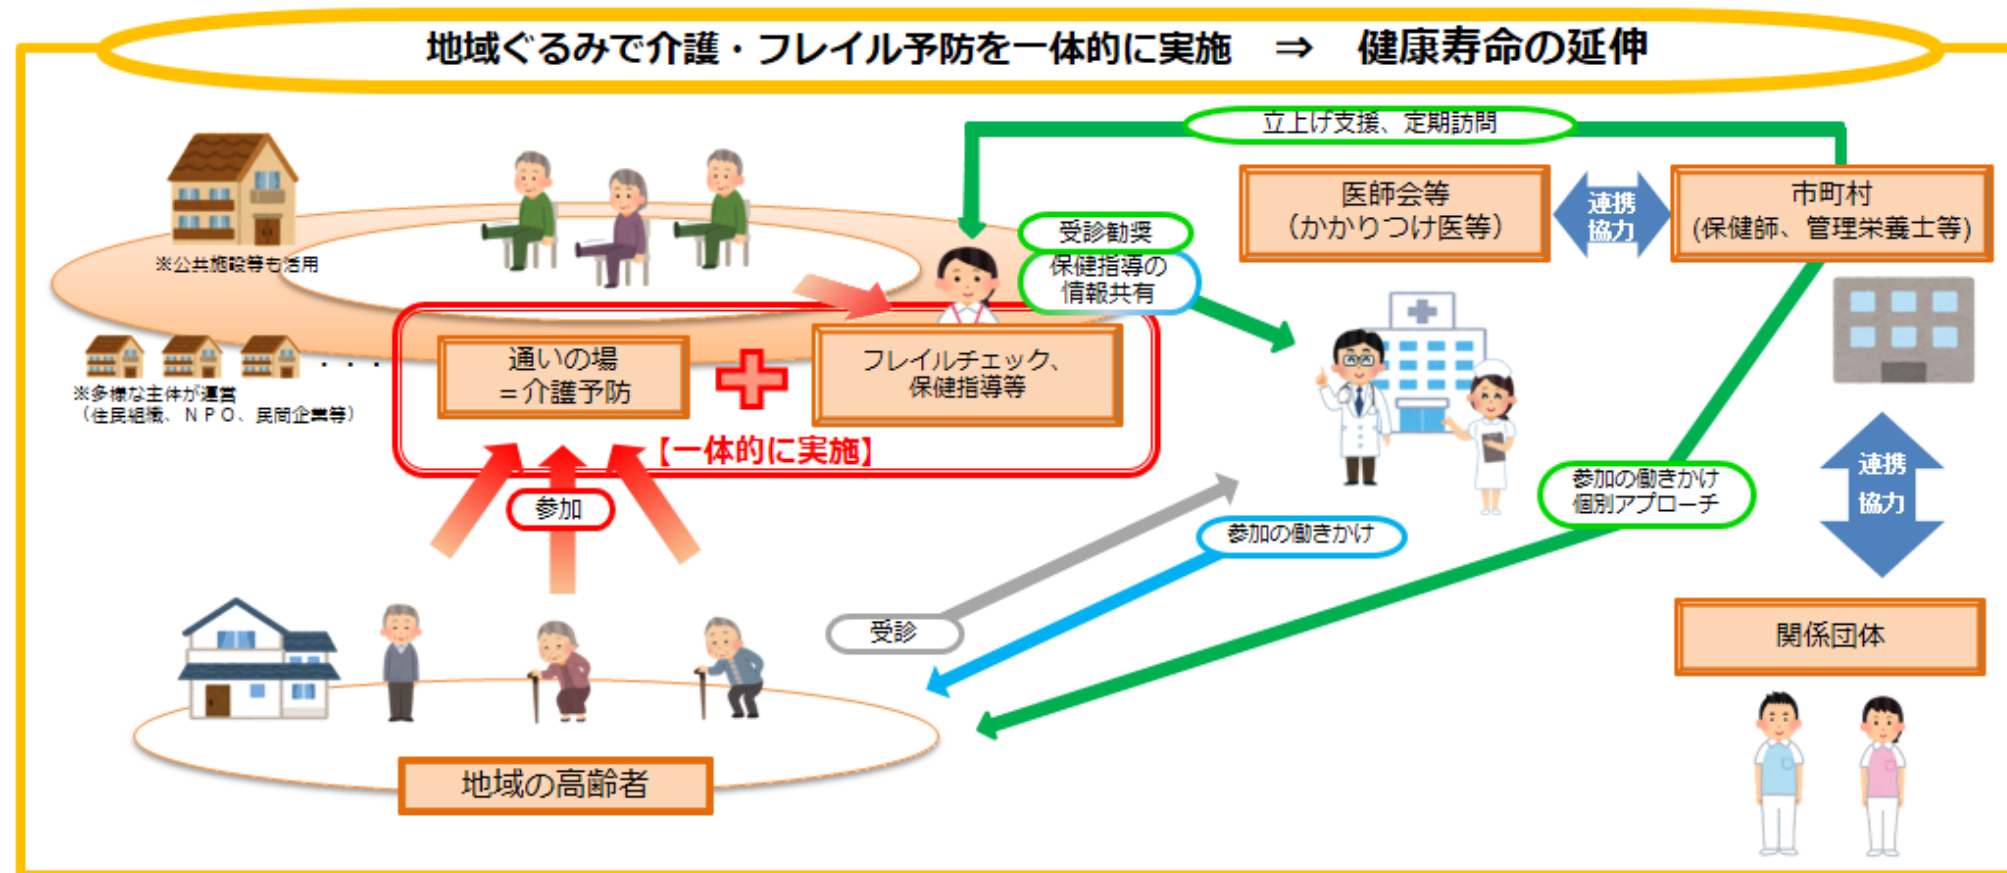 地域ぐるみで介護・フレイル予防を一体的に実施 ⇒ 健康寿命の延伸
立上げ支援、定期訪問
医師会等
（かかりつけ医等）
連携
協力
市町村
(保健師、管理栄養士等)
※公共施設等も活用
受診勧奨
保健指導の
情報共有
通いの場
＝介護予防
フレイルチェック、
保健指導等
・・・
※多様な主体が運営
（住民組織、ＮＰＯ、民間企業等）
【一体的に実施】
参加
参加の働きかけ
個別アプローチ
連携
協力
参加の働きかけ
受診
関係団体
地域の高齢者